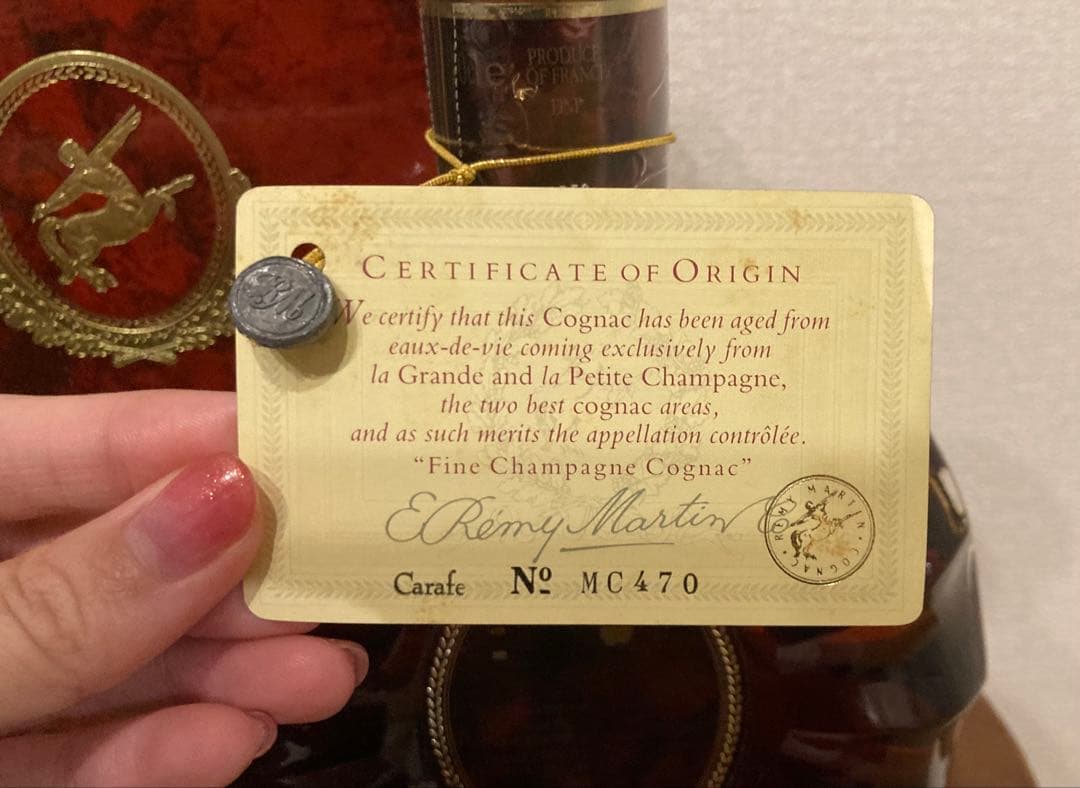 PRODUCE
OF FRANCE
CERTIFICATE OF ORIGIN
We certify that this Cognac has been aged from
eaux-de-vie coming exclusively from
la Grande and la Petite Champagne,
the two best cognac areas,
and as such merits the appellation contrôlée.
“Fine Champagne Cognac”
E. Rémy Martin
RÉMY MARTIN · COGNAC ·
Carafe Nº MC470